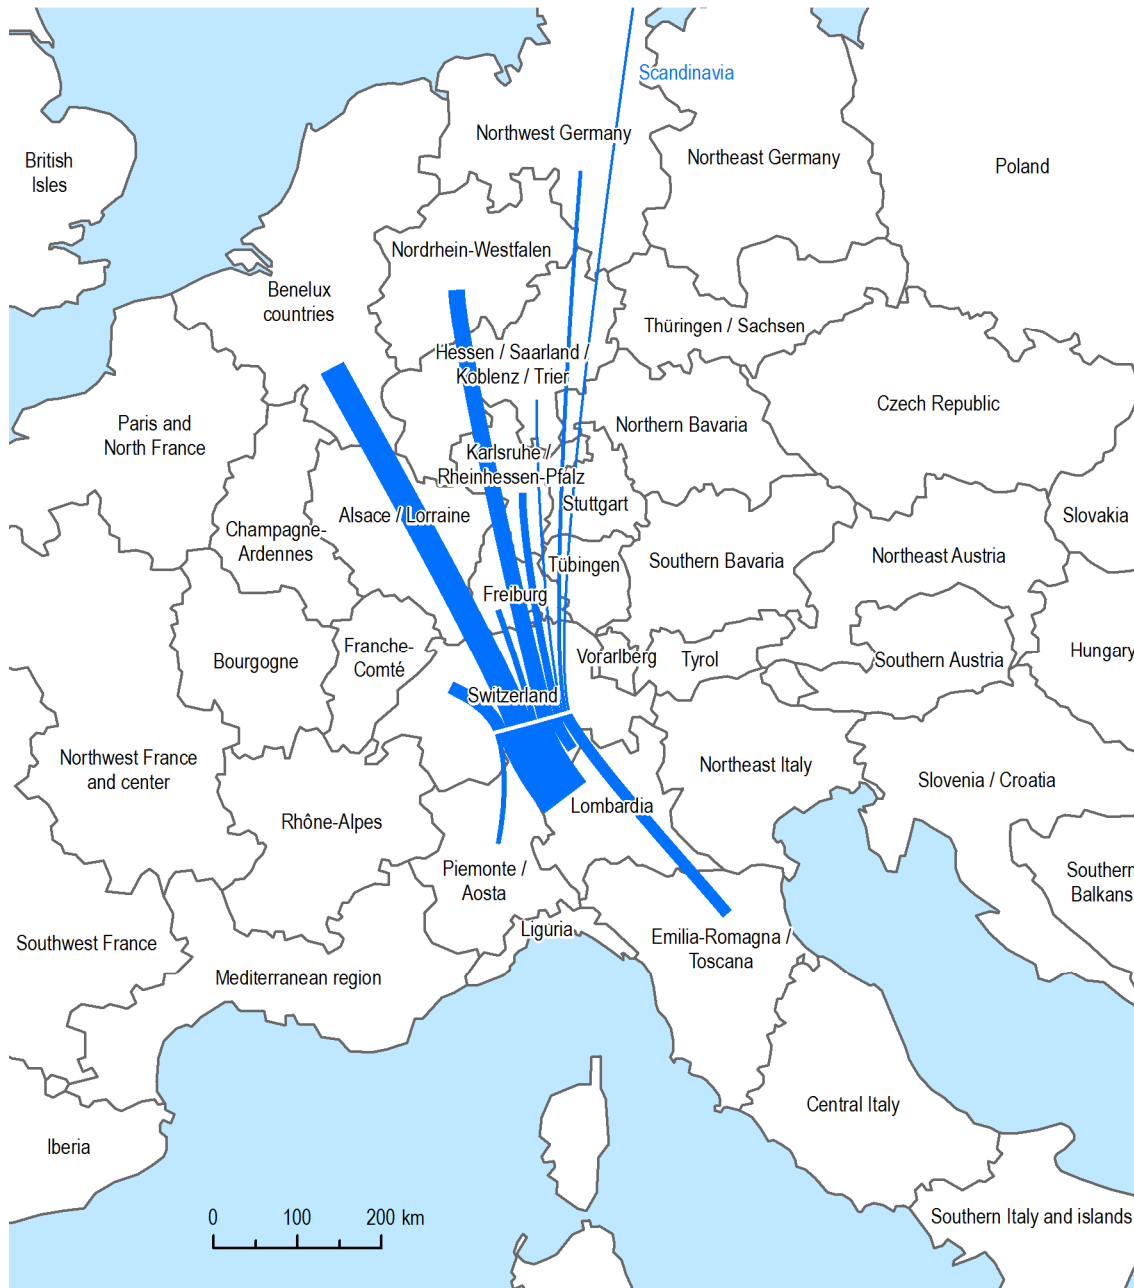 Scandinavia
Northwest Germany
Northeast Germany
British
Isles
Poland
Nordrhein-Westfalen
Benelux
countries
Thüringen / Sachsen
Hessen / Saarland /
Koblenz / Trier
Czech Republic
Paris and
North France
Northern Bavaria
Karlsruhe /
Rheinhessen-Pfalz
Stuttgart
Alsace / Lorraine
Slovakia
Champagne-
Ardennes
Northeast Austria
Southern Bavaria
Tübingen
Freiburg
Franche-
Comté
Bourgogne
Vorarlberg
Tyrol
Southern Austria
Hungary
Switzerland
Northwest France
and center
Northeast Italy
Slovenia / Croatia
Lombardia
Rhône-Alpes
Piemonte /
Aosta
Southern
Balkans
Liguria
Southwest France
Emilia-Romagna /
Toscana
Mediterranean region
Central Italy
Iberia
0 100 200 km
Southern Italy and islands